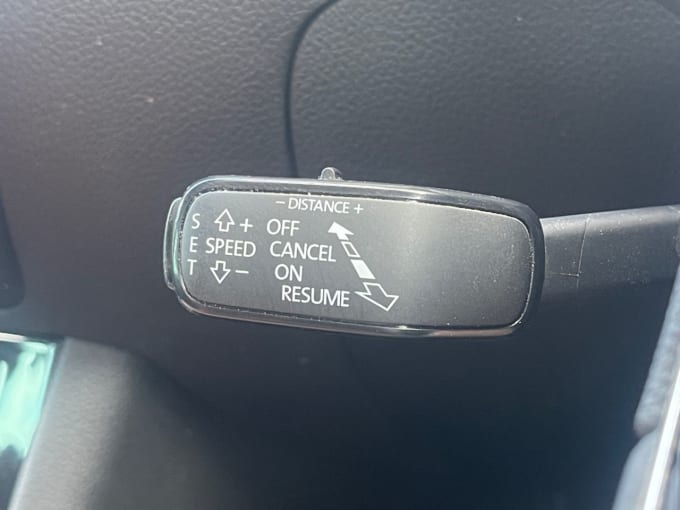 – DISTANCE +
S + OFF
E SPEED CANCEL
T – ON
RESUME